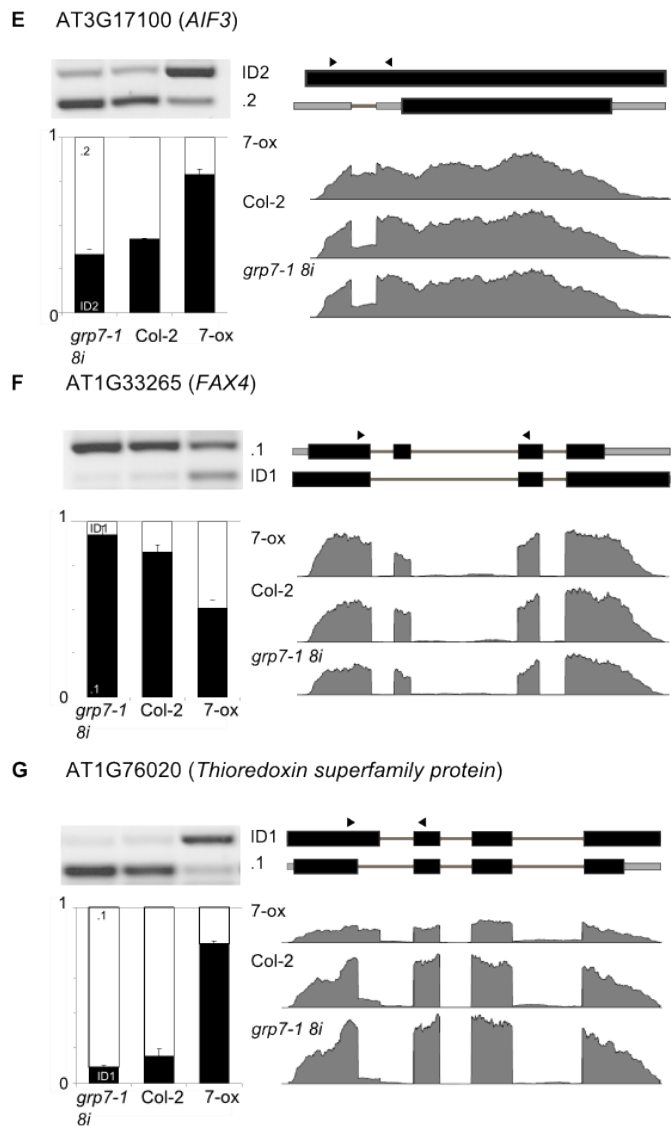 E AT3G17100 (AIF3)
ID2
.2
1
.2
ID2
0
grp7-1 8i
Col-2
7-ox
7-ox
Col-2
grp7-1 8i
F AT1G33265 (FAX4)
.1
ID1
1
ID1
.1
0
grp7-1 8i
Col-2
7-ox
7-ox
Col-2
grp7-1 8i
G AT1G76020 (Thioredoxin superfamily protein)
ID1
.1
1
.1
ID1
0
grp7-1 8i
Col-2
7-ox
7-ox
Col-2
grp7-1 8i